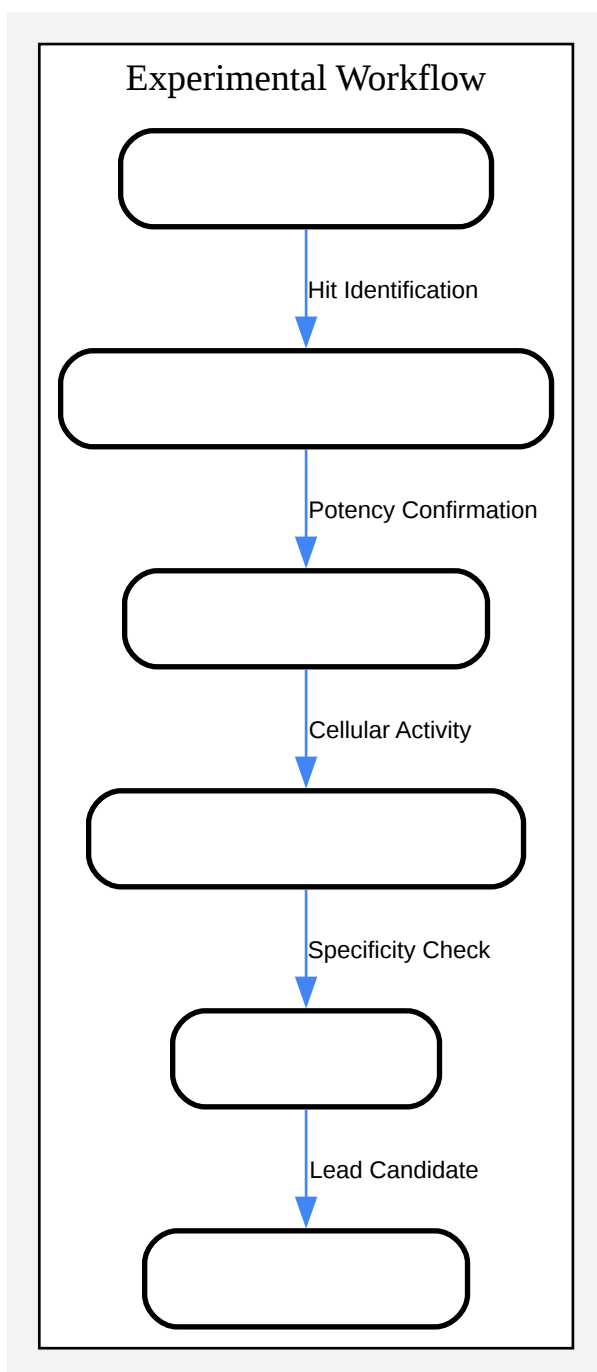 Experimental Workflow
Hit Identification
Potency Confirmation
Cellular Activity
Specificity Check
Lead Candidate